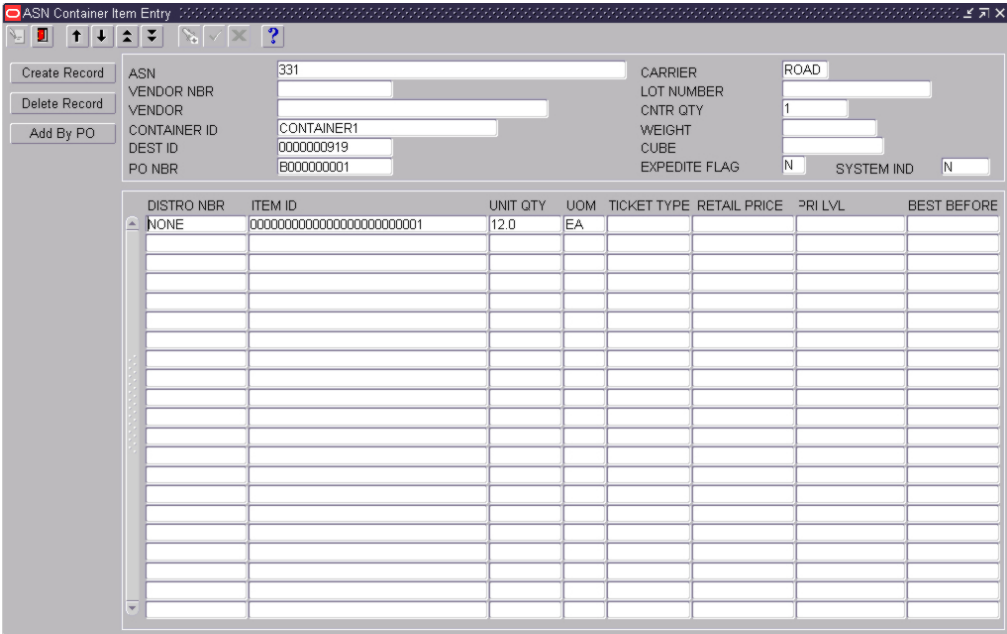 ASN Container Item Entry
?
Create Record
Delete Record
Add By PO
ASN 331 CARRIER ROAD
VENDOR NBR LOT NUMBER
VENDOR CNTR QTY 1
CONTAINER ID CONTAINER1 WEIGHT
DEST ID 0000000919 CUBE
PO NBR B000000001 EXPEDITE FLAG N SYSTEM IND N
DISTRO NBR ITEM ID UNIT QTY UOM TICKET TYPE RETAIL PRICE PRI LVL BEST BEFORE
NONE 0000000000000000000000001 12.0 EA